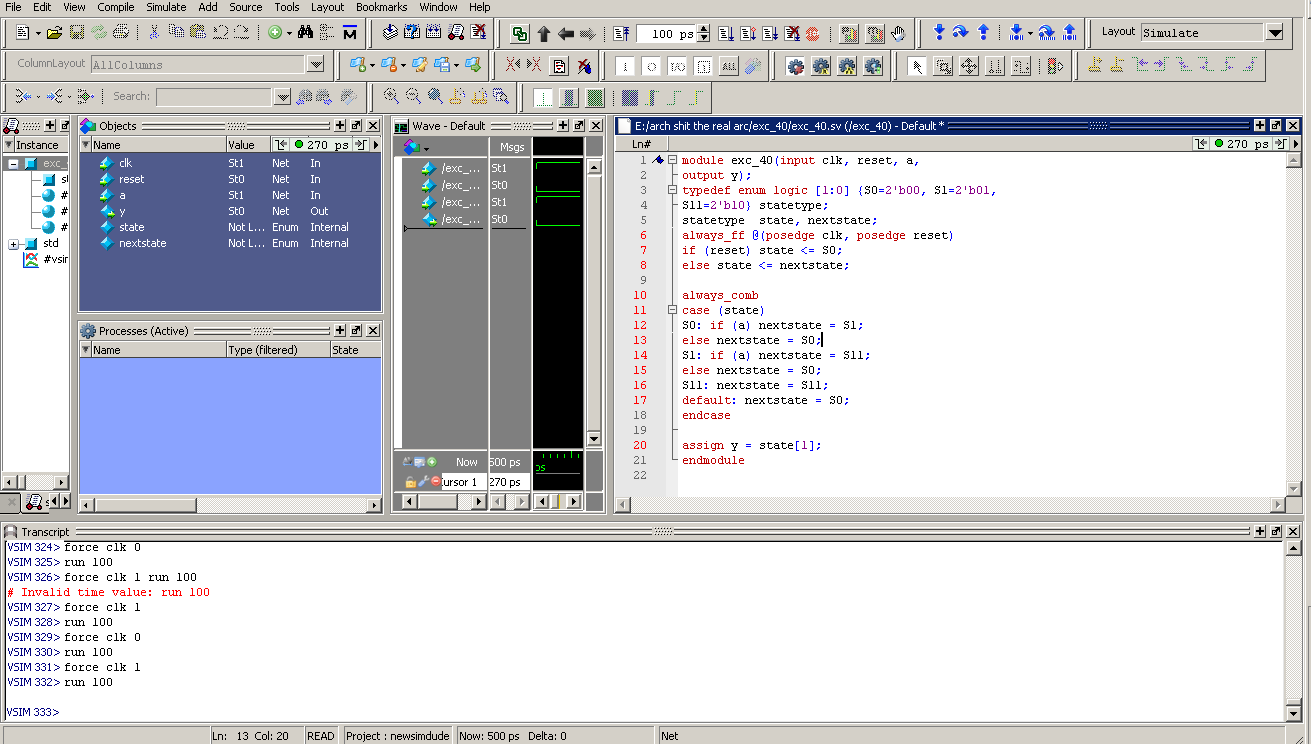 File Edit View Compile Simulate Add Source Tools Layout Bookmarks Window Help
100 ps
Layout Simulate
ColumnLayout AllColumns
Search:
Instance
exc_
std
#vsir
Objects
Name Value Kind
270 ps
clk St1 Net In
reset St0 Net In
a St1 Net In
y St0 Net Out
state Not L... Enum Internal
nextstate Not L... Enum Internal
Processes (Active)
Name Type (filtered) State
Wave - Default
Msgs
/exc_... St1
/exc_... St0
/exc_... St1
/exc_... St0
Now 500 ps
ursor 1 270 ps
ps
E:/arch shit the real arc/exc_40/exc_40.sv (/exc_40) - Default *
Ln# 270 ps
1 module exc_40(input clk, reset, a,
2 output y);
3 typedef enum logic [1:0] {S0=2'b00, S1=2'b01,
4 S11=2'b10} statetype;
5 statetype state, nextstate;
6 always_ff @(posedge clk, posedge reset)
7 if (reset) state <= S0;
8 else state <= nextstate;
9
10 always_comb
11 case (state)
12 S0: if (a) nextstate = S1;
13 else nextstate = S0;
14 S1: if (a) nextstate = S11;
15 else nextstate = S0;
16 S11: nextstate = S11;
17 default: nextstate = S0;
18 endcase
19
20 assign y = state[1];
21 endmodule
22
Transcript
VSIM 324> force clk 0
VSIM 325> run 100
VSIM 326> force clk 1 run 100
# Invalid time value: run 100
VSIM 327> force clk 1
VSIM 328> run 100
VSIM 329> force clk 0
VSIM 330> run 100
VSIM 331> force clk 1
VSIM 332> run 100
VSIM 333>
Ln: 13 Col: 20 READ Project : newsimdude Now: 500 ps Delta: 0 Net